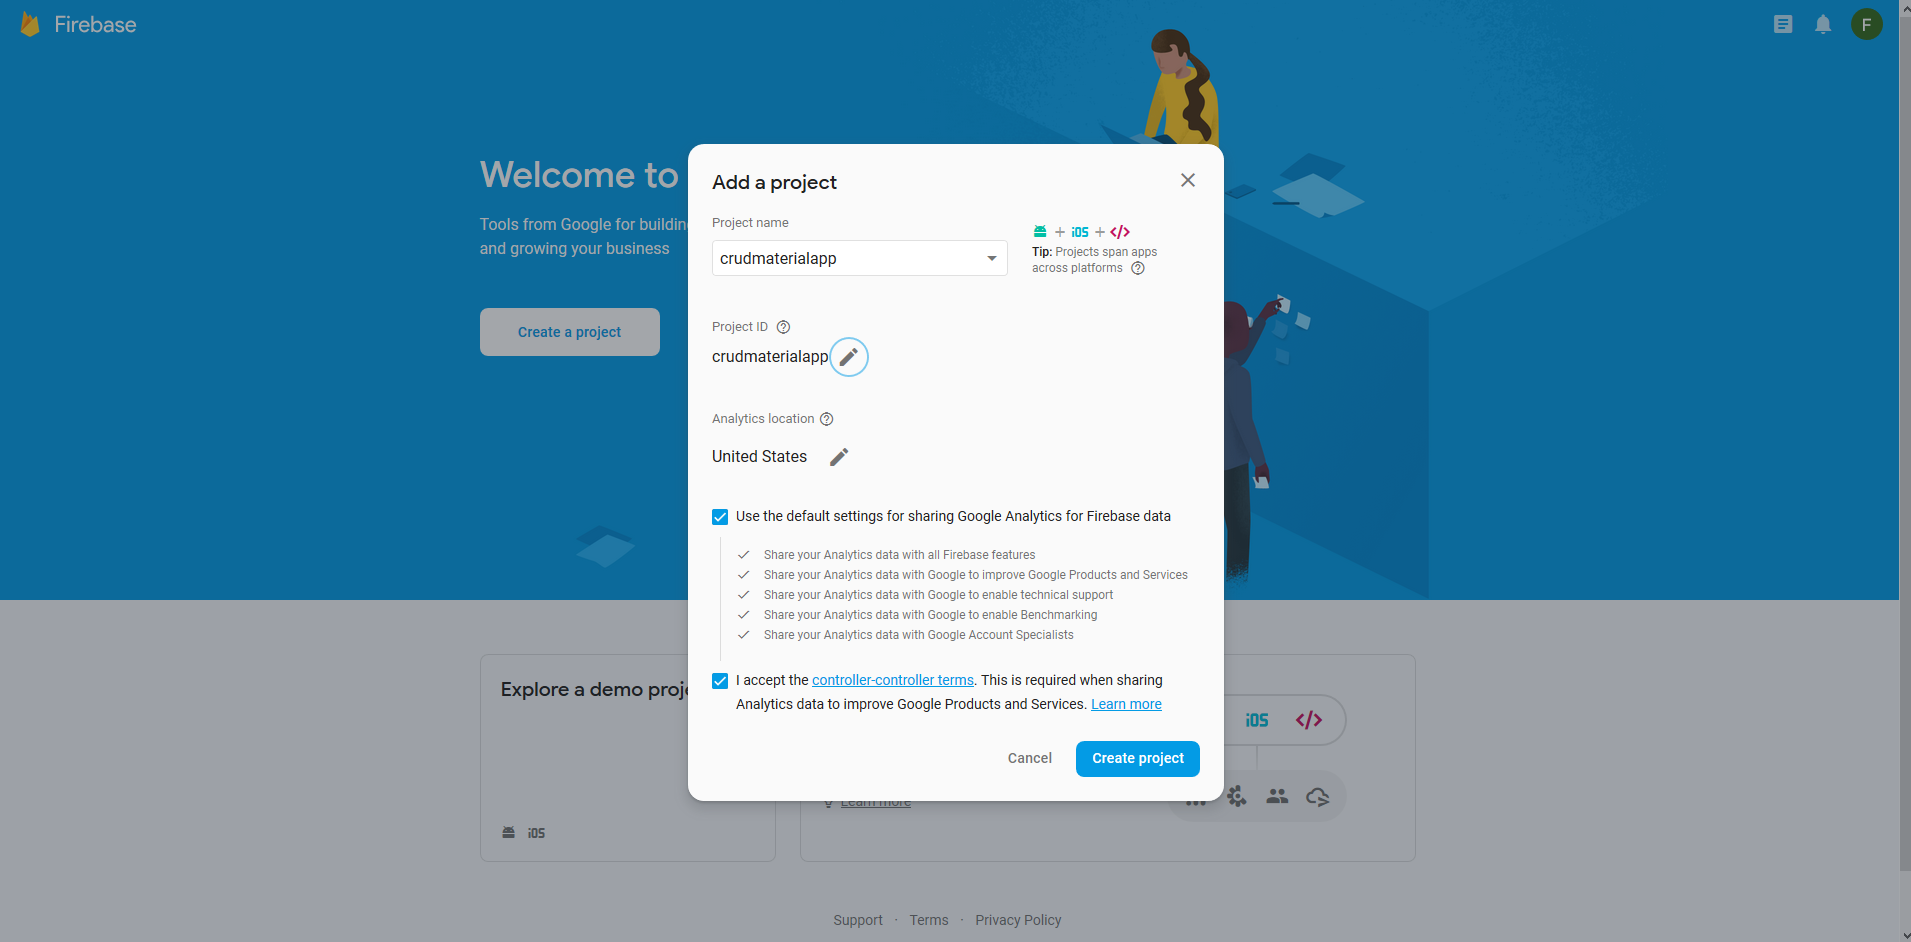 Firebase
F
Welcome to
Tools from Google for buildin
and growing your business
Create a project
Add a project
Project name
crudmaterialapp
iOS
Tip: Projects span apps
across platforms
Project ID
crudmaterialapp
Analytics location
United States
Use the default settings for sharing Google Analytics for Firebase data
Share your Analytics data with all Firebase features
Share your Analytics data with Google to improve Google Products and Services
Share your Analytics data with Google to enable technical support
Share your Analytics data with Google to enable Benchmarking
Share your Analytics data with Google Account Specialists
I accept the controller-controller terms. This is required when sharing
Analytics data to improve Google Products and Services. Learn more
Cancel
Create project
Explore a demo proj
iOS
iOS
Learn more
Support · Terms · Privacy Policy